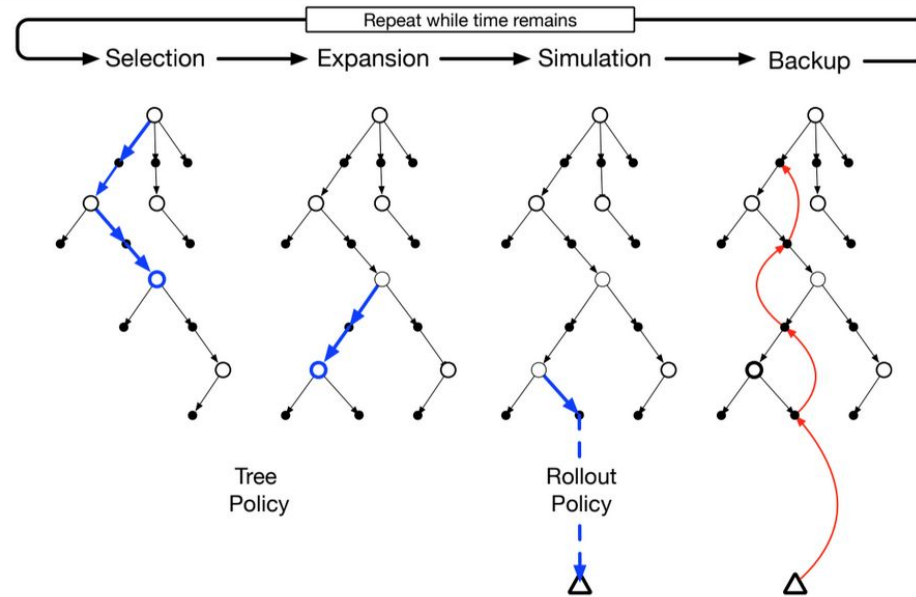 Repeat while time remains
Selection
Expansion
Simulation
Backup
Tree
Policy
Rollout
Policy